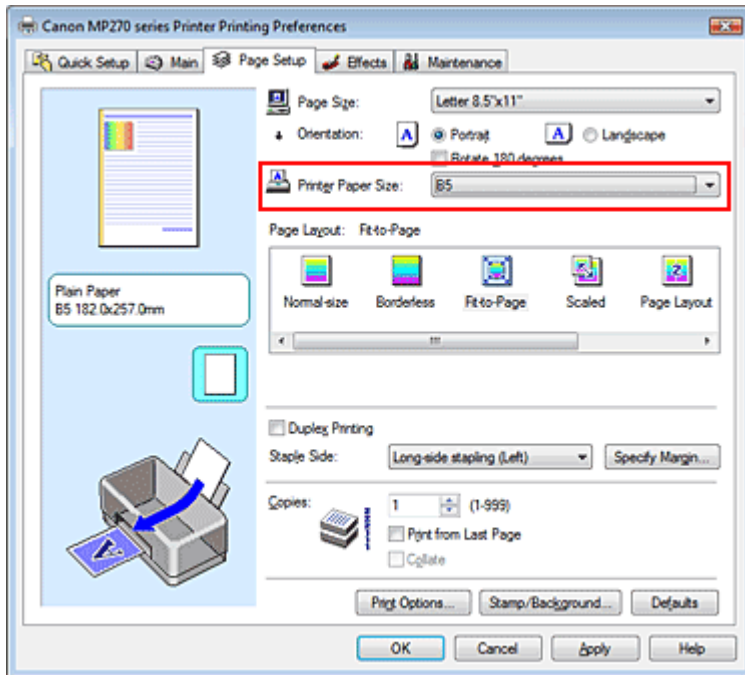 Canon MP270 series Printer Printing Preferences
Quick Setup Main Page Setup Effects Maintenance
Page Size: Letter 8.5"x11"
Orientation: A Portrait A Landscape
Rotate 180 degrees
Printer Paper Size: B5
Page Layout: Fit-to-Page
Normal-size Borderless Fit-to-Page Scaled Page Layout
Plain Paper
B5 182.0x257.0mm
Duplex Printing
Staple Side: Long-side stapling (Left) Specify Margin...
Copies: 1 (1-999)
Print from Last Page
Collate
Print Options... Stamp/Background... Defaults
OK Cancel Apply Help